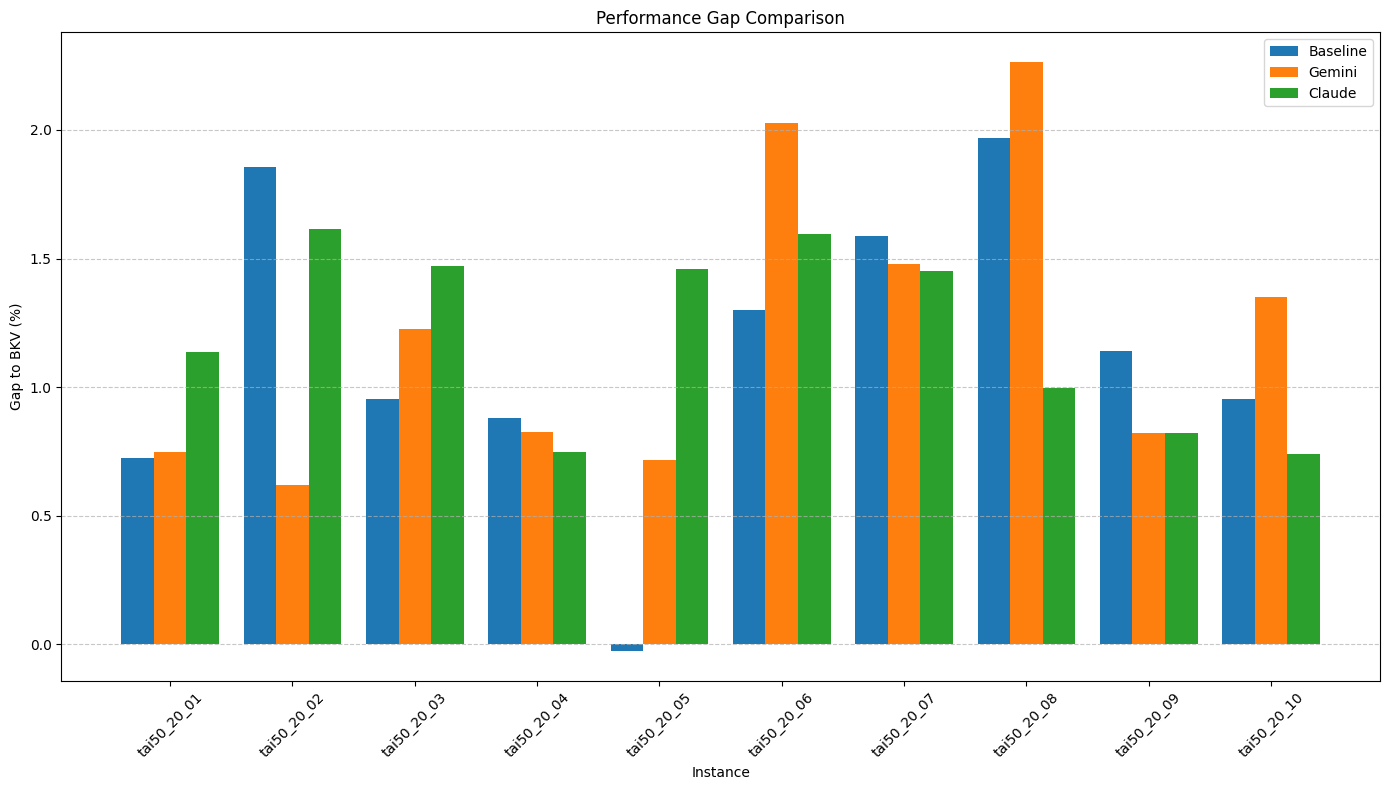 Performance Gap Comparison
Baseline
Gemini
Claude
Gap to BKV (%)
2.0
1.5
1.0
0.5
0.0
tai50_20_01
tai50_20_02
tai50_20_03
tai50_20_04
tai50_20_05
tai50_20_06
tai50_20_07
tai50_20_08
tai50_20_09
tai50_20_10
Instance